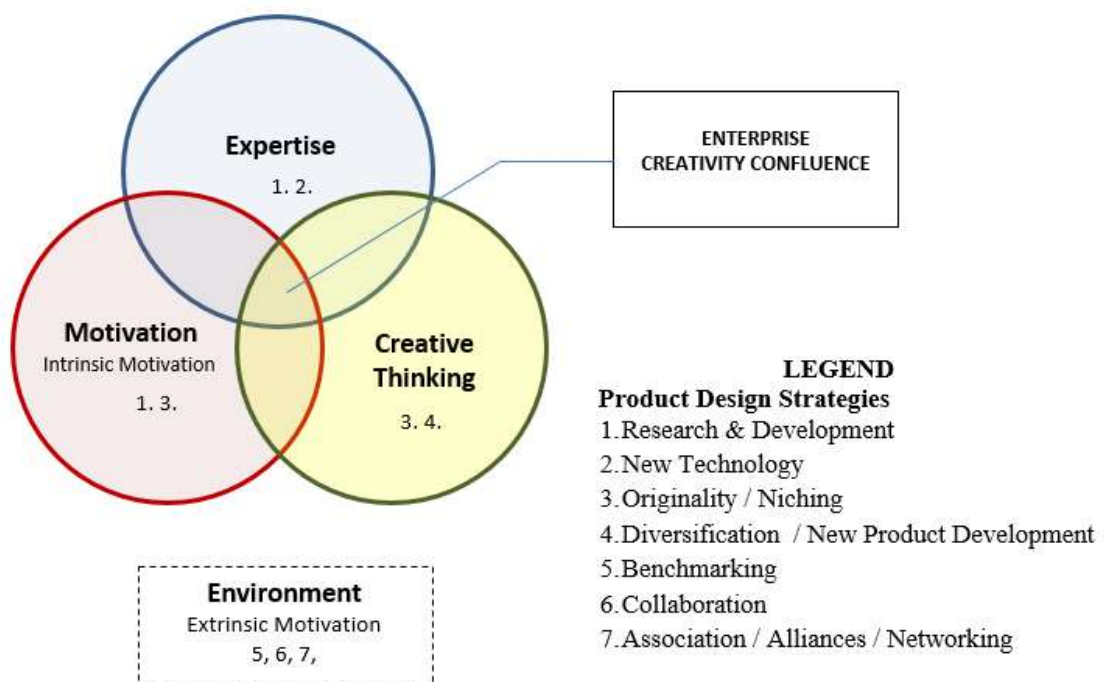 Expertise
1. 2.
ENTERPRISE
CREATIVITY CONFLUENCE
Motivation
Intrinsic Motivation
1. 3.
Creative
Thinking
3. 4.
LEGEND
Product Design Strategies
1.Research & Development
2.New Technology
3.Originality / Niching
4.Diversification / New Product Development
5.Benchmarking
6.Collaboration
7.Association / Alliances / Networking
Environment
Extrinsic Motivation
5, 6, 7,